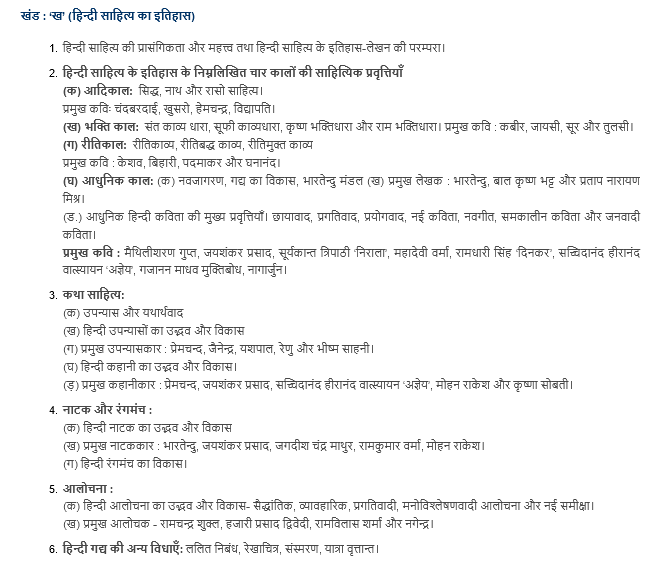 खंड : ‘ख’ (हिन्दी साहित्य का इतिहास)
1. हिन्दी साहित्य की प्रासंगिकता और महत्त्व तथा हिन्दी साहित्य के इतिहास-लेखन की परम्परा।
2. हिन्दी साहित्य के इतिहास के निम्नलिखित चार कालों की साहित्यिक प्रवृत्तियाँ
(क) आदिकाल: सिद्ध, नाथ और रासो साहित्य।
प्रमुख कविः चंदबरदाई, खुसरो, हेमचन्द्र, विद्यापति।
(ख) भक्ति काल: संत काव्य धारा, सूफी काव्यधारा, कृष्ण भक्तिधारा और राम भक्तिधारा। प्रमुख कवि : कबीर, जायसी, सूर और तुलसी।
(ग) रीतिकाल: रीतिकाव्य, रीतिबद्ध काव्य, रीतिमुक्त काव्य
प्रमुख कवि : केशव, बिहारी, पदमाकर और घनानंद।
(घ) आधुनिक काल: (क) नवजागरण, गद्य का विकास, भारतेन्दु मंडल (ख) प्रमुख लेखक : भारतेन्दु, बाल कृष्ण भट्ट और प्रताप नारायण
मिश्र।
(ड.) आधुनिक हिन्दी कविता की मुख्य प्रवृत्तियाँ। छायावाद, प्रगतिवाद, प्रयोगवाद, नई कविता, नवगीत, समकालीन कविता और जनवादी
कविता।
प्रमुख कवि : मैथिलीशरण गुप्त, जयशंकर प्रसाद, सूर्यकान्त त्रिपाठी ‘निराला’, महादेवी वर्मा, रामधारी सिंह ‘दिनकर’, सच्चिदानंद हीरानंद
वात्स्यायन ‘अज्ञेय’, गजानन माधव मुक्तिबोध, नागार्जुन।
3. कथा साहित्य:
(क) उपन्यास और यथार्थवाद
(ख) हिन्दी उपन्यासों का उद्भव और विकास
(ग) प्रमुख उपन्यासकार : प्रेमचन्द, जैनेन्द्र, यशपाल, रेणु और भीष्म साहनी।
(घ) हिन्दी कहानी का उद्भव और विकास।
(ड़) प्रमुख कहानीकार : प्रेमचन्द, जयशंकर प्रसाद, सच्चिदानंद हीरानंद वात्स्यायन ‘अज्ञेय’, मोहन राकेश और कृष्णा सोबती।
4. नाटक और रंगमंच :
(क) हिन्दी नाटक का उद्भव और विकास
(ख) प्रमुख नाटककार : भारतेन्दु, जयशंकर प्रसाद, जगदीश चंद्र माथुर, रामकुमार वर्मा, मोहन राकेश।
(ग) हिन्दी रंगमंच का विकास।
5. आलोचना :
(क) हिन्दी आलोचना का उद्भव और विकास- सैद्धांतिक, व्यावहारिक, प्रगतिवादी, मनोविश्लेषणवादी आलोचना और नई समीक्षा।
(ख) प्रमुख आलोचक - रामचन्द्र शुक्ल, हजारी प्रसाद द्विवेदी, रामविलास शर्मा और नगेन्द्र।
6. हिन्दी गद्य की अन्य विधाएँ: ललित निबंध, रेखाचित्र, संस्मरण, यात्रा वृत्तान्त।